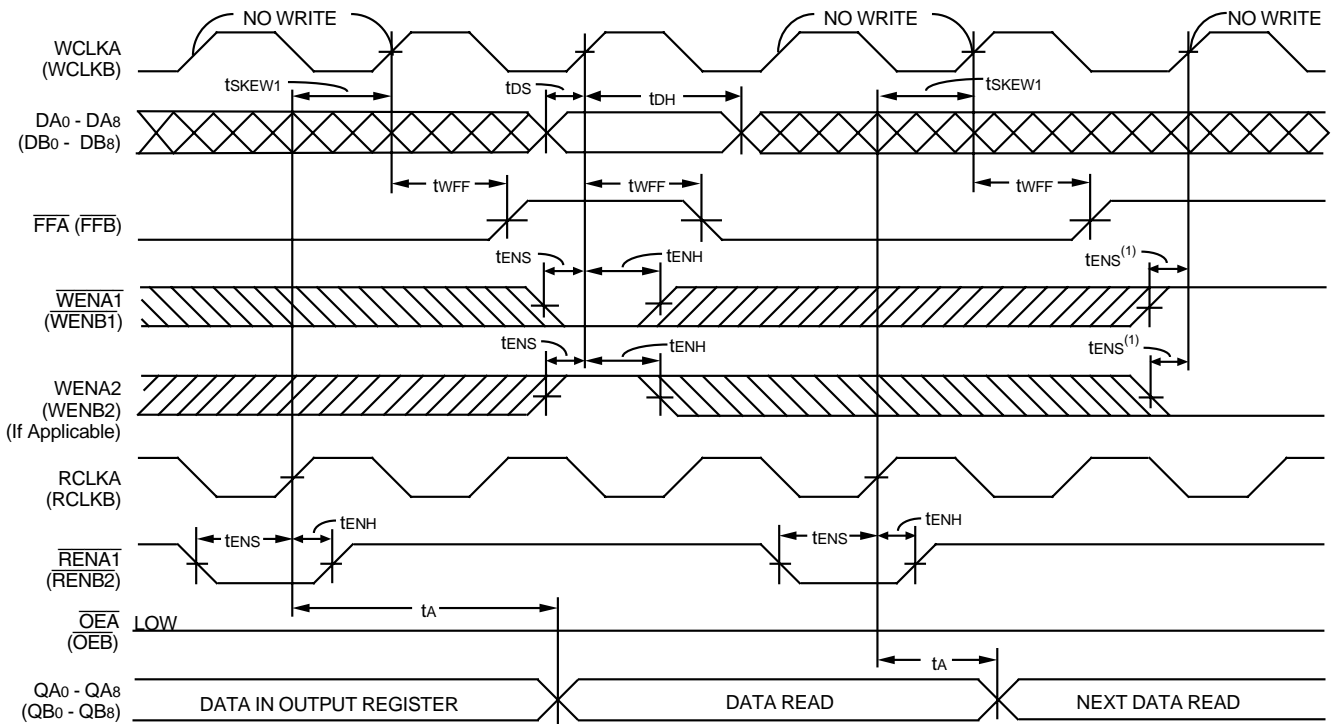 NO WRITE
NO WRITE
NO WRITE
WCLKA
(WCLKB)
tSKEW1
tDS
tDH
tSKEW1
DA0 - DA8
(DB0 - DB8)
tWFF
tWFF
tWFF
FFA (FFB)
tENS
tENH
tENS(1)
WENA1
(WENB1)
tENS
tENH
tENS(1)
WENA2
(WENB2)
(If Applicable)
RCLKA
(RCLKB)
tENS
tENH
tENS
tENH
RENA1
(RENB2)
tA
OEA LOW
(OEB)
tA
QA0 - QA8
(QB0 - QB8)
DATA IN OUTPUT REGISTER
DATA READ
NEXT DATA READ